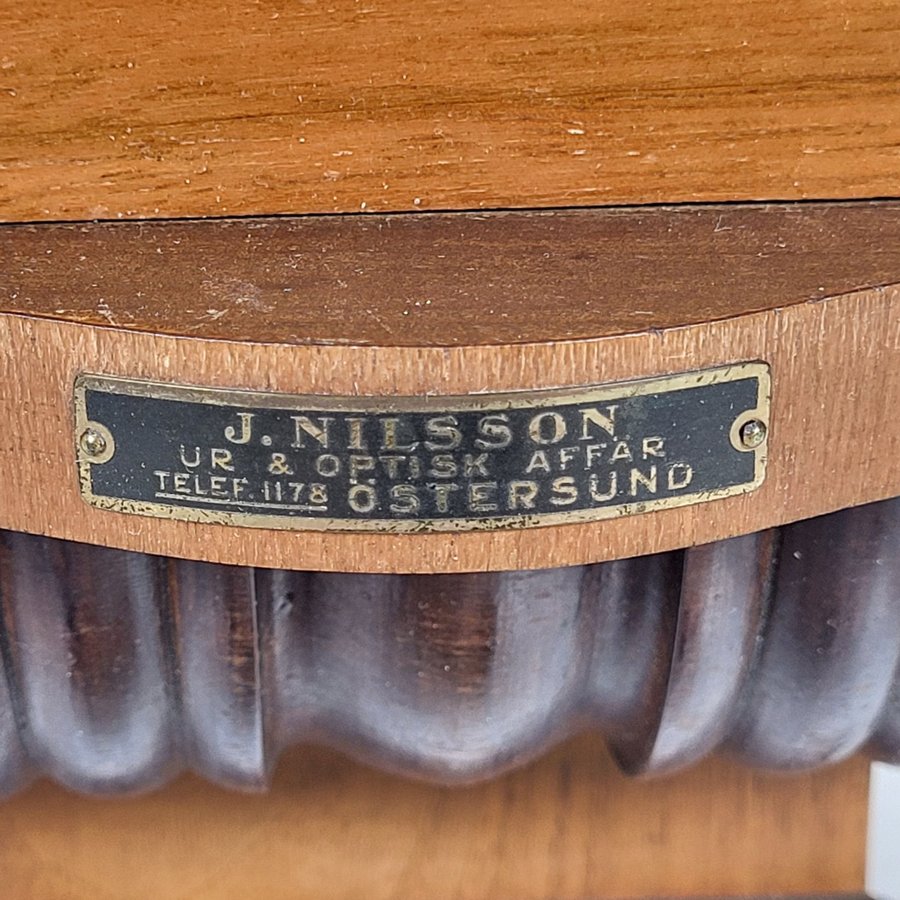 J. NILSSON
UR & OPTISK AFFÄR
TELEF. 1178 ÖSTERSUND